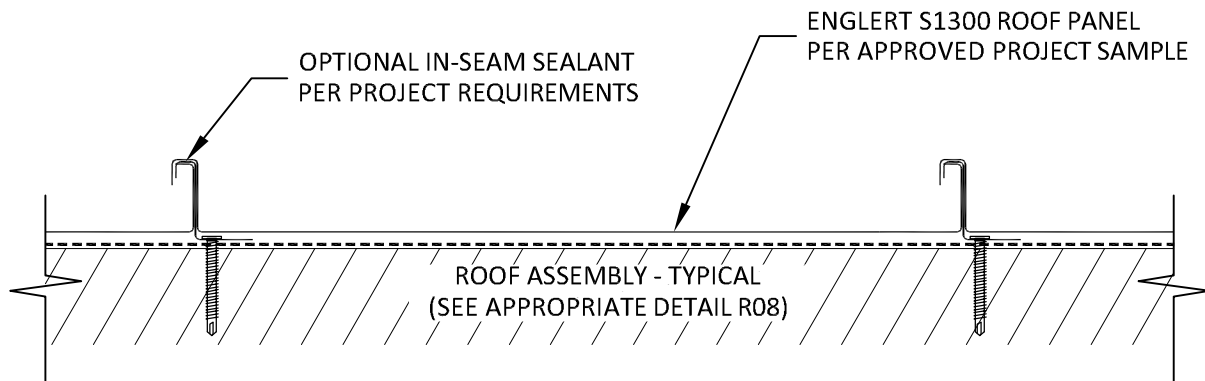 ENGLERT S1300 ROOF PANEL
PER APPROVED PROJECT SAMPLE
OPTIONAL IN-SEAM SEALANT
PER PROJECT REQUIREMENTS
ROOF ASSEMBLY - TYPICAL
(SEE APPROPRIATE DETAIL R08)